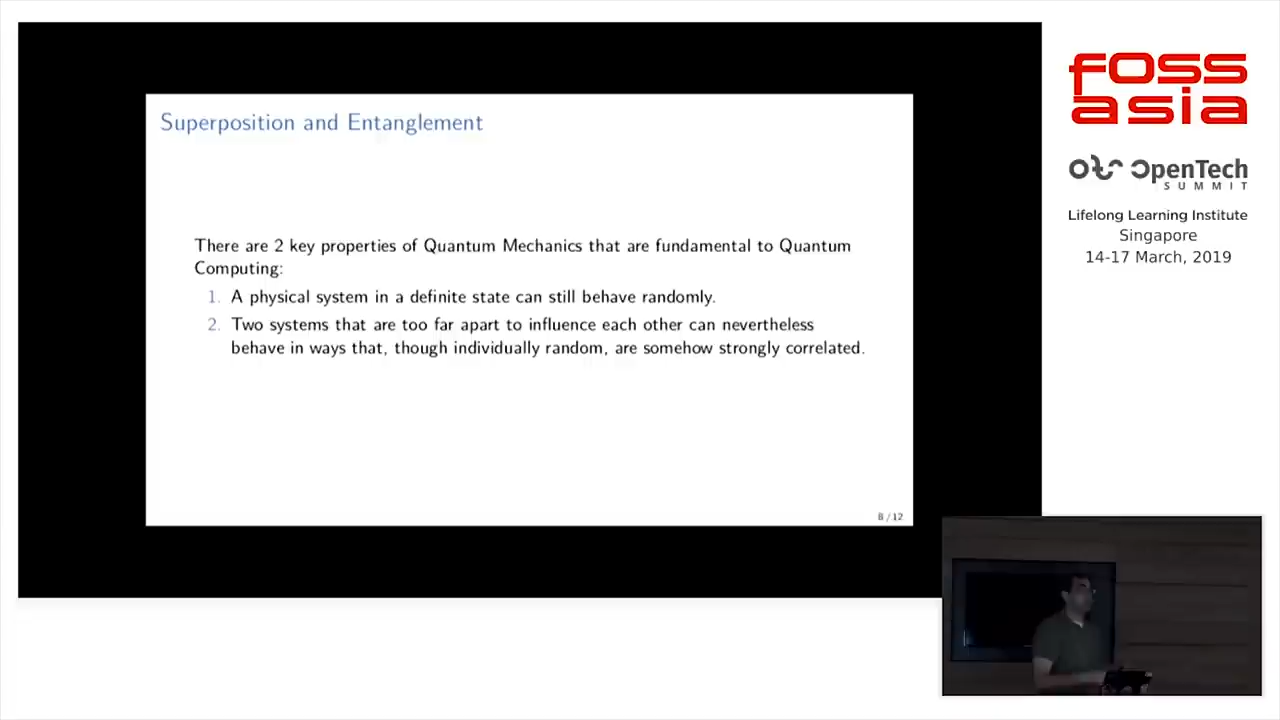 Superposition and Entanglement
There are 2 key properties of Quantum Mechanics that are fundamental to Quantum
Computing:
1. A physical system in a definite state can still behave randomly.
2. Two systems that are too far apart to influence each other can nevertheless
behave in ways that, though individually random, are somehow strongly correlated.
8 / 12
fOSS
asia
OpenTech
SUMMIT
Lifelong Learning Institute
Singapore
14-17 March, 2019